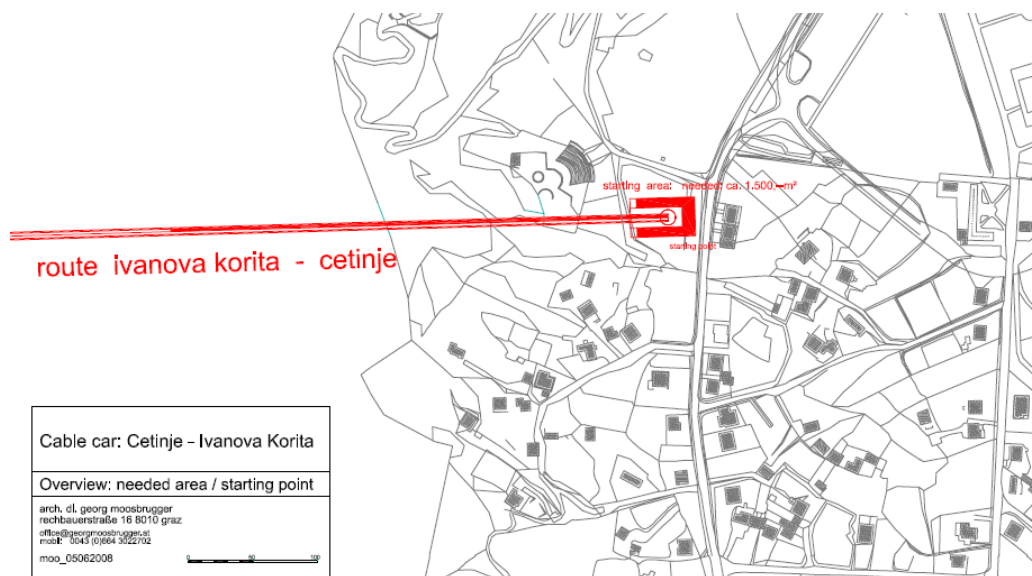 starting area: needed: ca. 1.500,—m²
starting point
route ivanova korita - cetinje
Cable car: Cetinje – Ivanova Korita
Overview: needed area / starting point
arch. dl. georg moosbrugger
rechbauerstraße 16 8010 graz
office@georgmoosbrugger.at
mobil: 0043 (0)664 3022702
moo_05062008
0 50 100